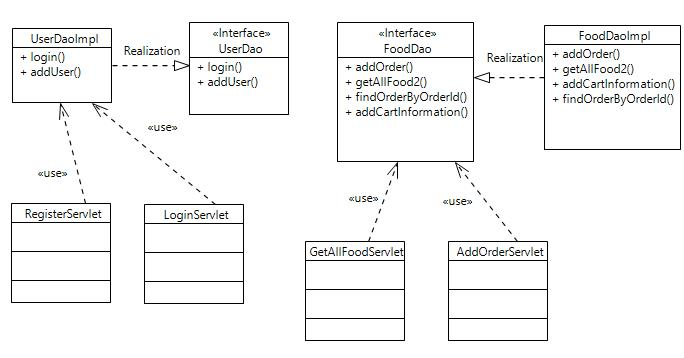 UserDaoImpl
+ login()
+ addUser()
Realization
«Interface»
UserDao
+ login()
+ addUser()
«Interface»
FoodDao
+ addOrder()
+ getAllFood2()
+ findOrderByOrderId()
+ addCartInformation()
Realization
FoodDaoImpl
+ addOrder()
+ getAllFood2()
+ addCartInformation()
+ findOrderByOrderId()
«use»
«use»
«use»
«use»
RegisterServlet
LoginServlet
GetAllFoodServlet
AddOrderServlet